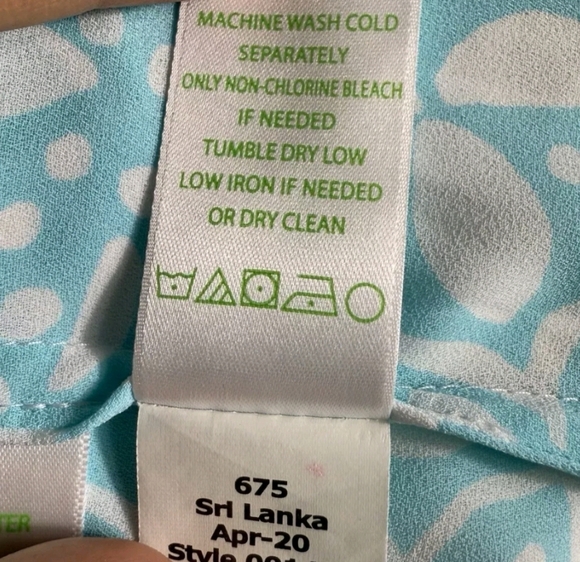 MACHINE WASH COLD
SEPARATELY
ONLY NON-CHLORINE BLEACH
IF NEEDED
TUMBLE DRY LOW
LOW IRON IF NEEDED
OR DRY CLEAN
675
Sri Lanka
Apr-20
Style